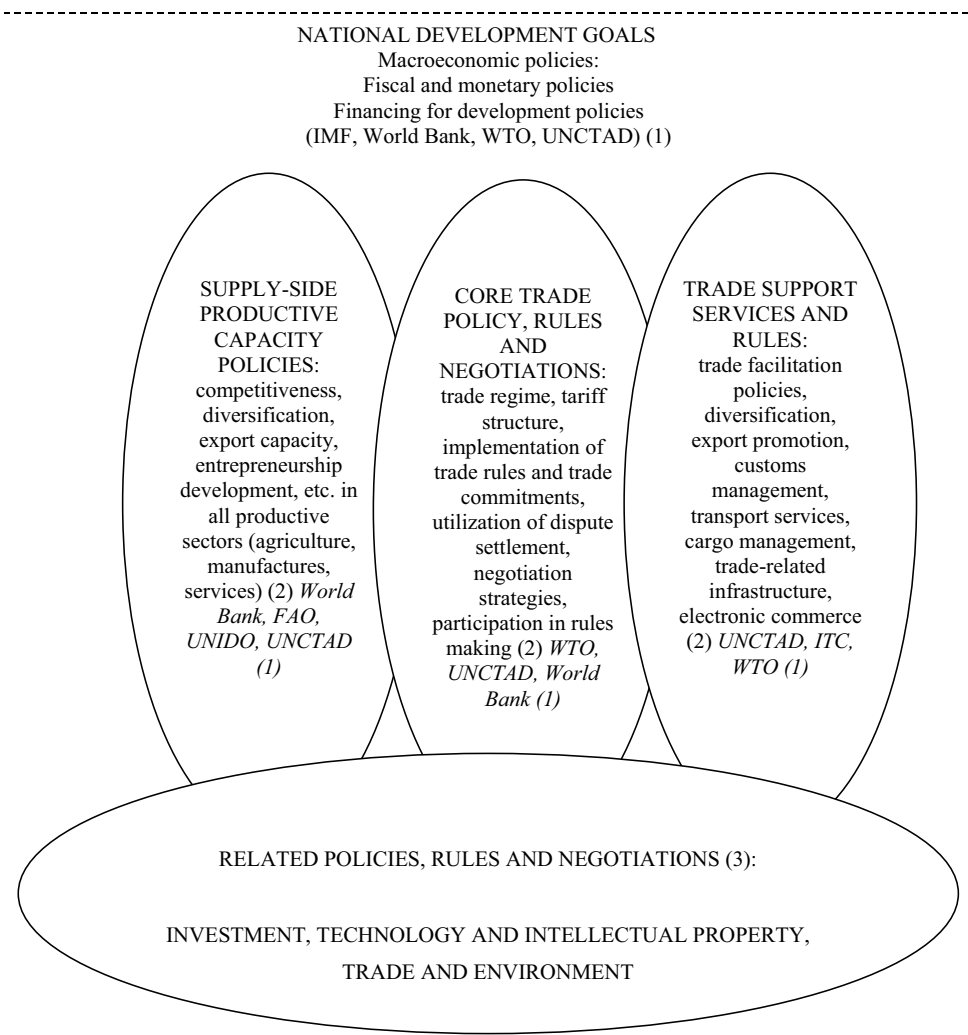 NATIONAL DEVELOPMENT GOALS
Macroeconomic policies:
Fiscal and monetary policies
Financing for development policies
(IMF, World Bank, WTO, UNCTAD) (1)
SUPPLY-SIDE
PRODUCTIVE
CAPACITY
POLICIES:
competitiveness,
diversification,
export capacity,
entrepreneurship
development, etc. in
all productive
sectors (agriculture,
manufactures,
services) (2) World
Bank, FAO,
UNIDO, UNCTAD
(1)
CORE TRADE
POLICY, RULES
AND
NEGOTIATIONS:
trade regime, tariff
structure,
implementation of
trade rules and trade
commitments,
utilization of dispute
settlement,
negotiation
strategies,
participation in rules
making (2) WTO,
UNCTAD, World
Bank (1)
TRADE SUPPORT
SERVICES AND
RULES:
trade facilitation
policies,
diversification,
export promotion,
customs
management,
transport services,
cargo management,
trade-related
infrastructure,
electronic commerce
(2) UNCTAD, ITC,
WTO (1)
RELATED POLICIES, RULES AND NEGOTIATIONS (3):
INVESTMENT, TECHNOLOGY AND INTELLECTUAL PROPERTY,
TRADE AND ENVIRONMENT